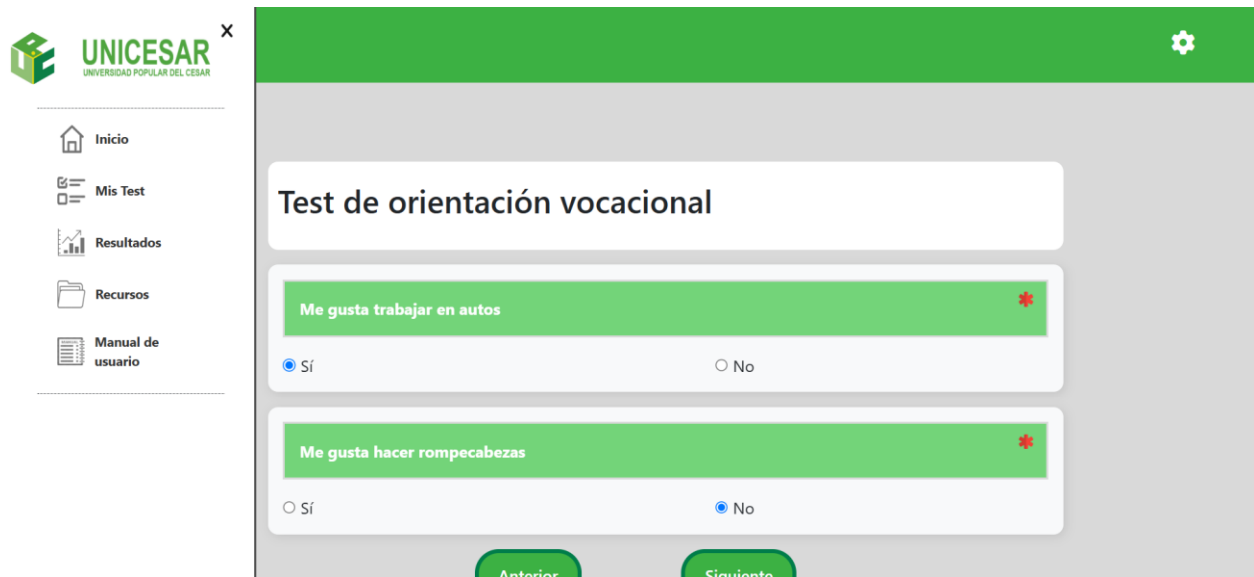 UNICESAR
UNIVERSIDAD POPULAR DEL CESAR
X
Inicio
Mis Test
Resultados
Recursos
Manual de
usuario
Test de orientación vocacional
Me gusta trabajar en autos
Sí
No
Me gusta hacer rompecabezas
Sí
No
Anterior
Siguiente